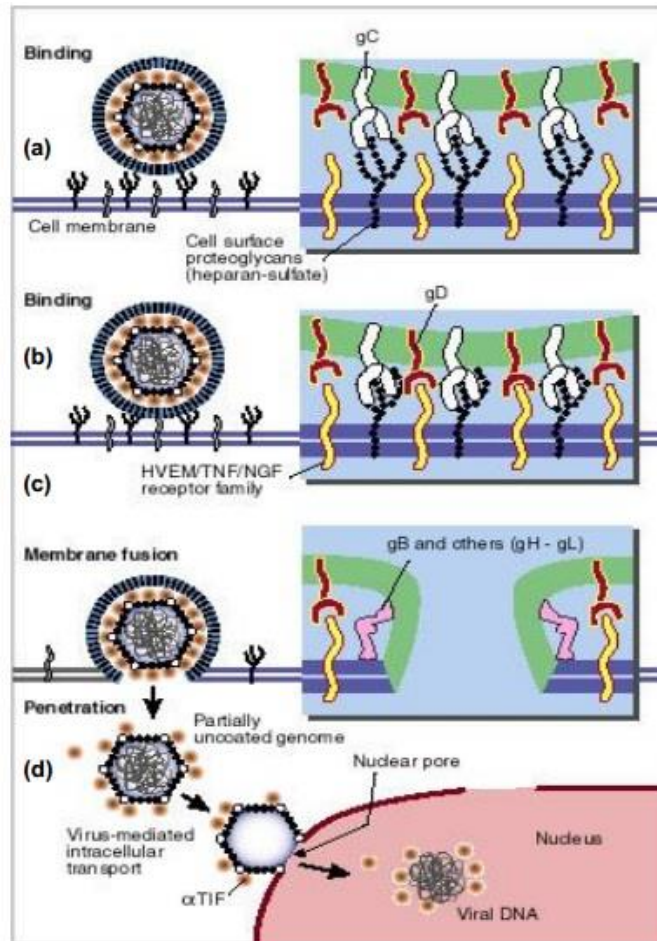 Binding
gC
(a)
Cell membrane
Cell surface
proteoglycans
(heparan-sulfate)
Binding
gD
(b)
HVEM/TNF/NGF
receptor family
(c)
Membrane fusion
gB and others (gH - gL)
Penetration
Partially
uncoated genome
(d)
Nuclear pore
Virus-mediated
intracellular
transport
Nucleus
αTIF
Viral DNA